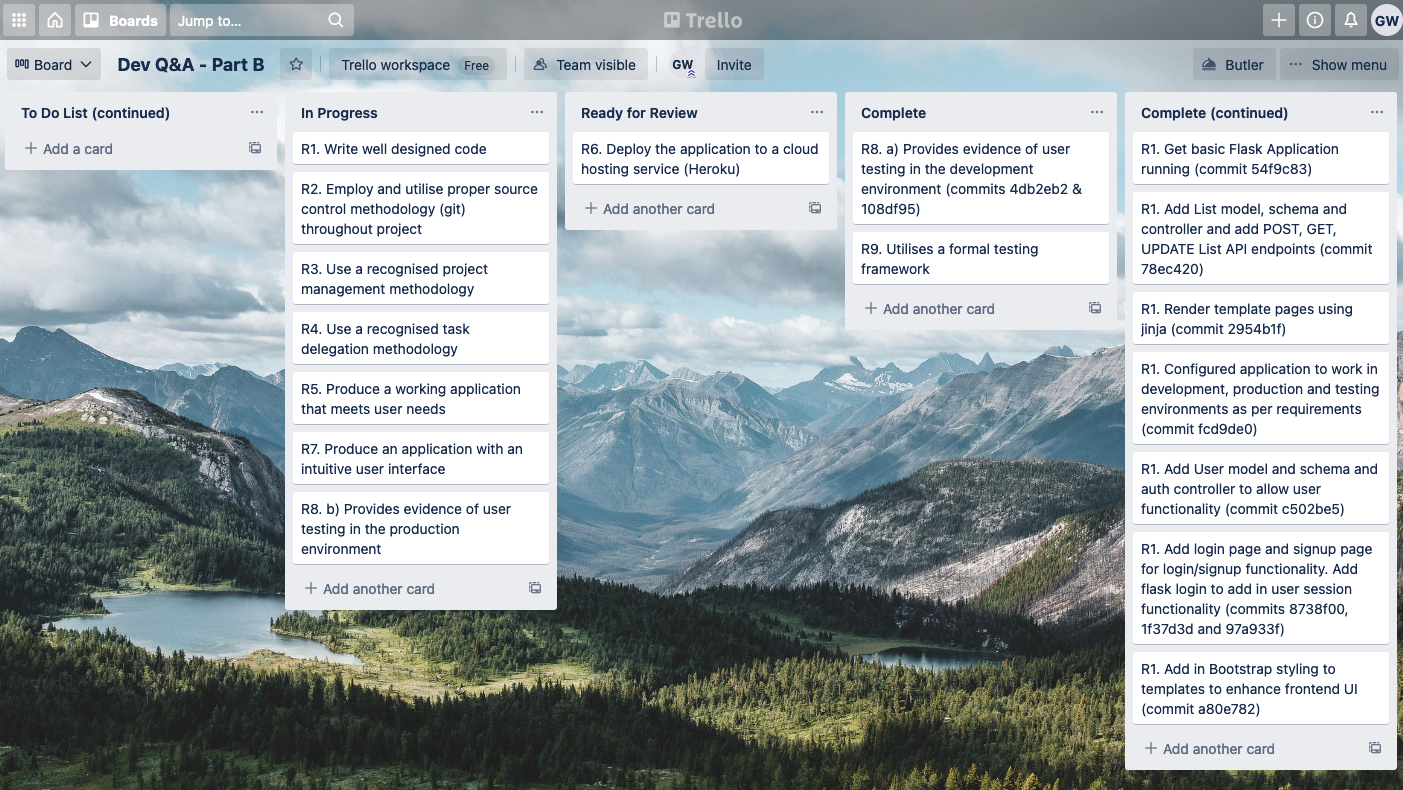 Boards
Jump to...
Trello
GW
Board
Dev Q&A - Part B
Trello workspace Free
Team visible
GW
Invite
Butler
··· Show menu
To Do List (continued)
+ Add a card
In Progress
R1. Write well designed code
R2. Employ and utilise proper source
control methodology (git)
throughout project
R3. Use a recognised project
management methodology
R4. Use a recognised task
delegation methodology
R5. Produce a working application
that meets user needs
R7. Produce an application with an
intuitive user interface
R8. b) Provides evidence of user
testing in the production
environment
+ Add another card
Ready for Review
R6. Deploy the application to a cloud
hosting service (Heroku)
+ Add another card
Complete
R8. a) Provides evidence of user
testing in the development
environment (commits 4db2eb2 &
108df95)
R9. Utilises a formal testing
framework
+ Add another card
Complete (continued)
R1. Get basic Flask Application
running (commit 54f9c83)
R1. Add List model, schema and
controller and add POST, GET,
UPDATE List API endpoints (commit
78ec420)
R1. Render template pages using
jinja (commit 2954b1f)
R1. Configured application to work in
development, production and testing
environments as per requirements
(commit fcd9de0)
R1. Add User model and schema and
auth controller to allow user
functionality (commit c502be5)
R1. Add login page and signup page
for login/signup functionality. Add
flask login to add in user session
functionality (commits 8738f00,
1f37d3d and 97a933f)
R1. Add in Bootstrap styling to
templates to enhance frontend UI
(commit a80e782)
+ Add another card